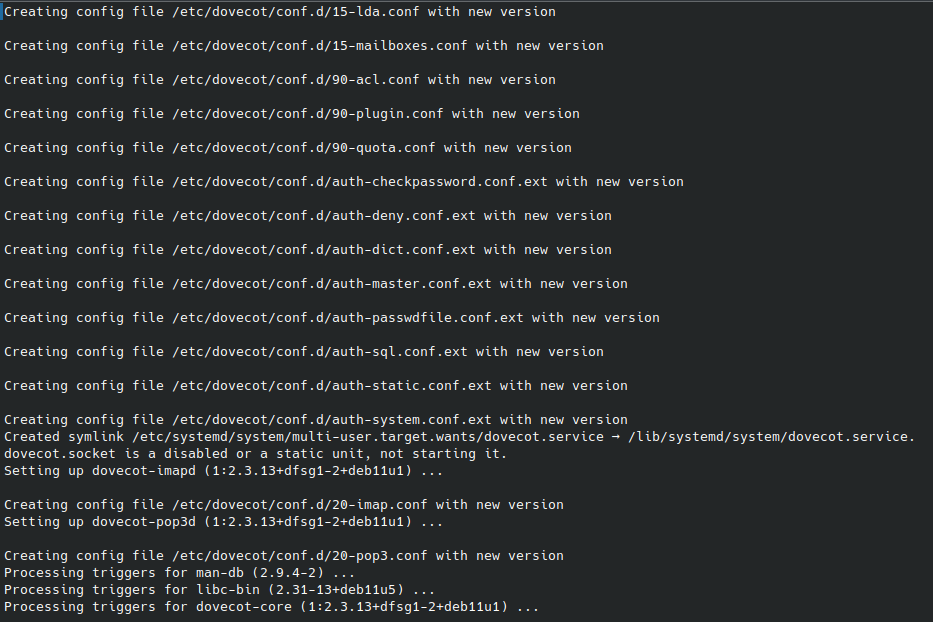 Creating config file /etc/dovecot/conf.d/15-lda.conf with new version
Creating config file /etc/dovecot/conf.d/15-mailboxes.conf with new version
Creating config file /etc/dovecot/conf.d/90-acl.conf with new version
Creating config file /etc/dovecot/conf.d/90-plugin.conf with new version
Creating config file /etc/dovecot/conf.d/90-quota.conf with new version
Creating config file /etc/dovecot/conf.d/auth-checkpassword.conf.ext with new version
Creating config file /etc/dovecot/conf.d/auth-deny.conf.ext with new version
Creating config file /etc/dovecot/conf.d/auth-dict.conf.ext with new version
Creating config file /etc/dovecot/conf.d/auth-master.conf.ext with new version
Creating config file /etc/dovecot/conf.d/auth-passwdfile.conf.ext with new version
Creating config file /etc/dovecot/conf.d/auth-sql.conf.ext with new version
Creating config file /etc/dovecot/conf.d/auth-static.conf.ext with new version
Creating config file /etc/dovecot/conf.d/auth-system.conf.ext with new version
Created symlink /etc/systemd/system/multi-user.target.wants/dovecot.service → /lib/systemd/system/dovecot.service.
dovecot.socket is a disabled or a static unit, not starting it.
Setting up dovecot-imapd (1:2.3.13+dfsg1-2+deb11u1) ...
Creating config file /etc/dovecot/conf.d/20-imap.conf with new version
Setting up dovecot-pop3d (1:2.3.13+dfsg1-2+deb11u1) ...
Creating config file /etc/dovecot/conf.d/20-pop3.conf with new version
Processing triggers for man-db (2.9.4-2) ...
Processing triggers for libc-bin (2.31-13+deb11u5) ...
Processing triggers for dovecot-core (1:2.3.13+dfsg1-2+deb11u1) ...